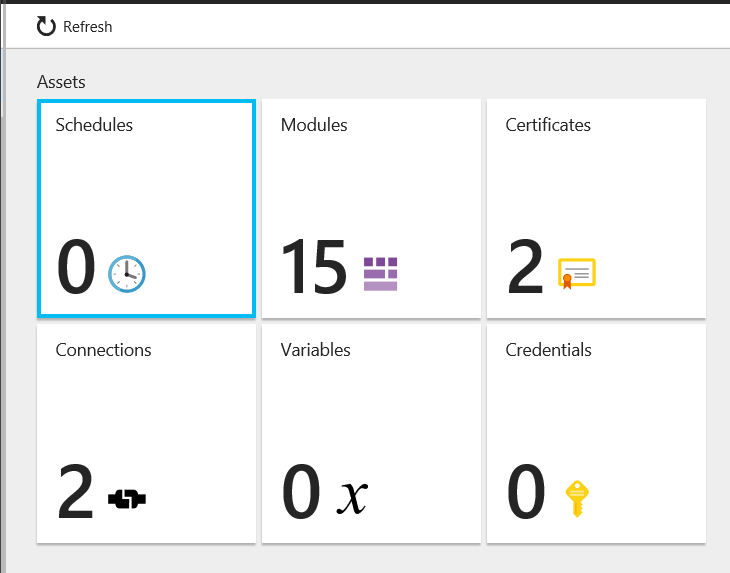 Refresh
Assets
Schedules
0
Modules
15
Certificates
2
Connections
2
Variables
0 x
Credentials
0